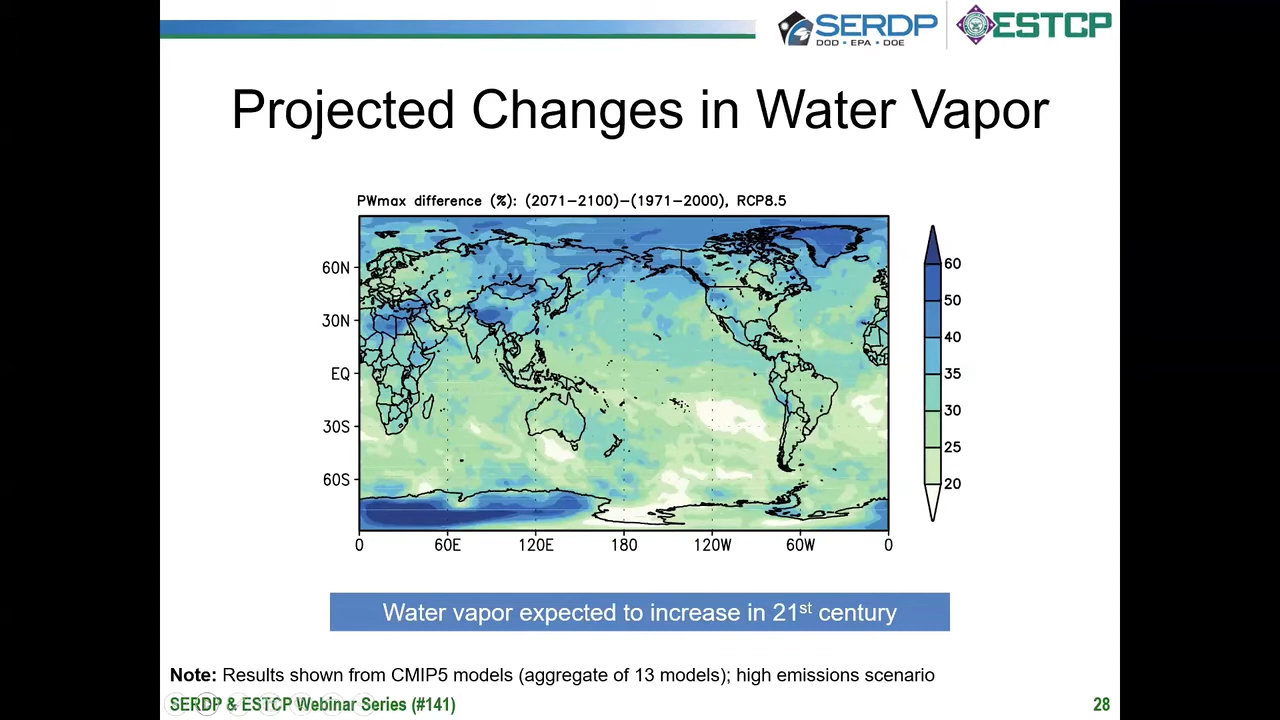 SERDP
DOD • EPA • DOE
ESTCP
Projected Changes in Water Vapor
PWmax difference (%): (2071−2100)−(1971−2000), RCP8.5
60N
30N
EQ
30S
60S
0 60E 120E 180 120W 60W 0
60
50
40
35
30
25
20
Water vapor expected to increase in 21st century
Note: Results shown from CMIP5 models (aggregate of 13 models); high emissions scenario
SERDP & ESTCP Webinar Series (#141)
28